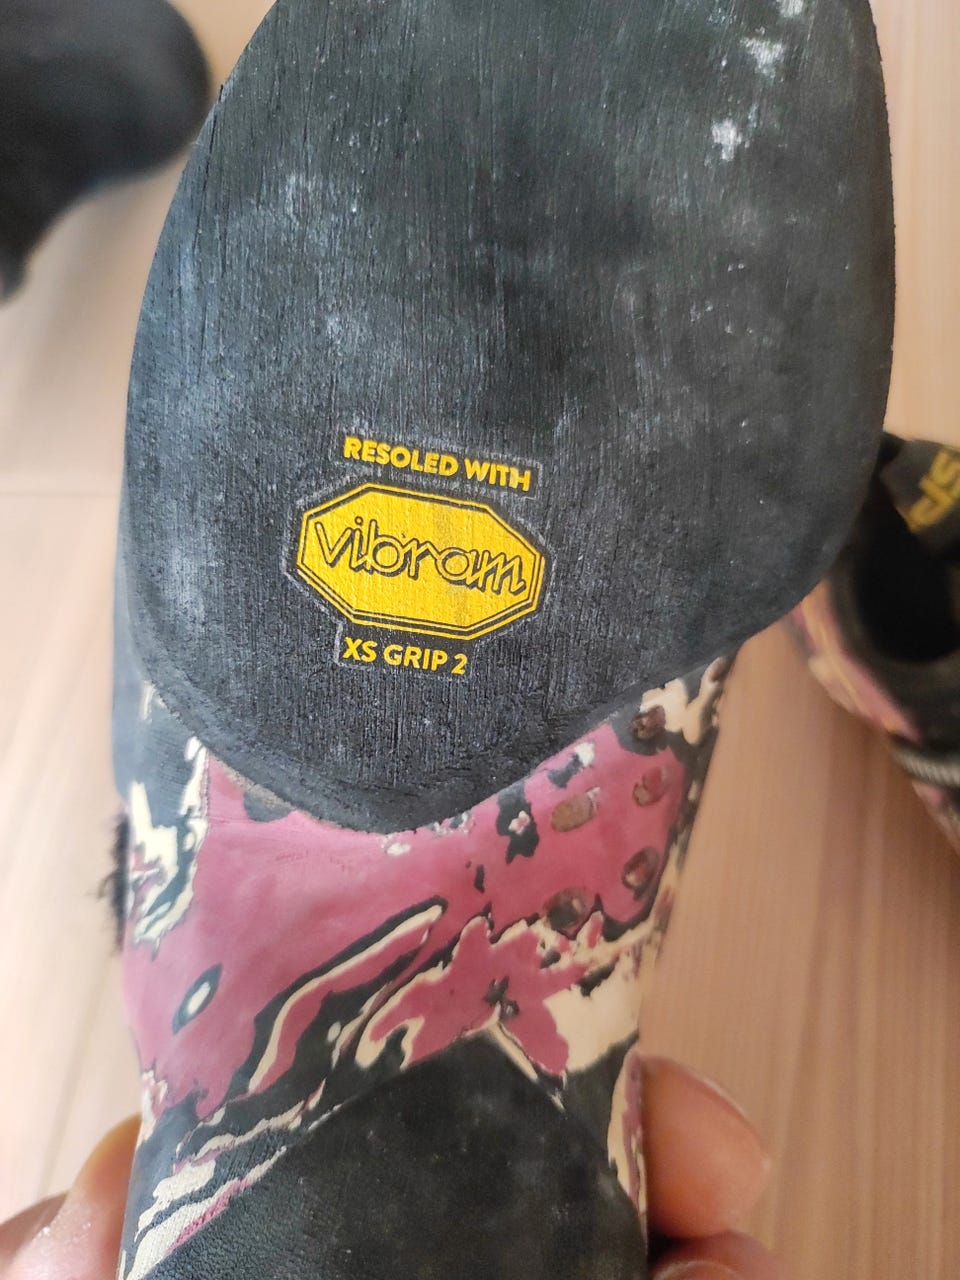 RESOLED WITH
vibram
XS GRIP 2